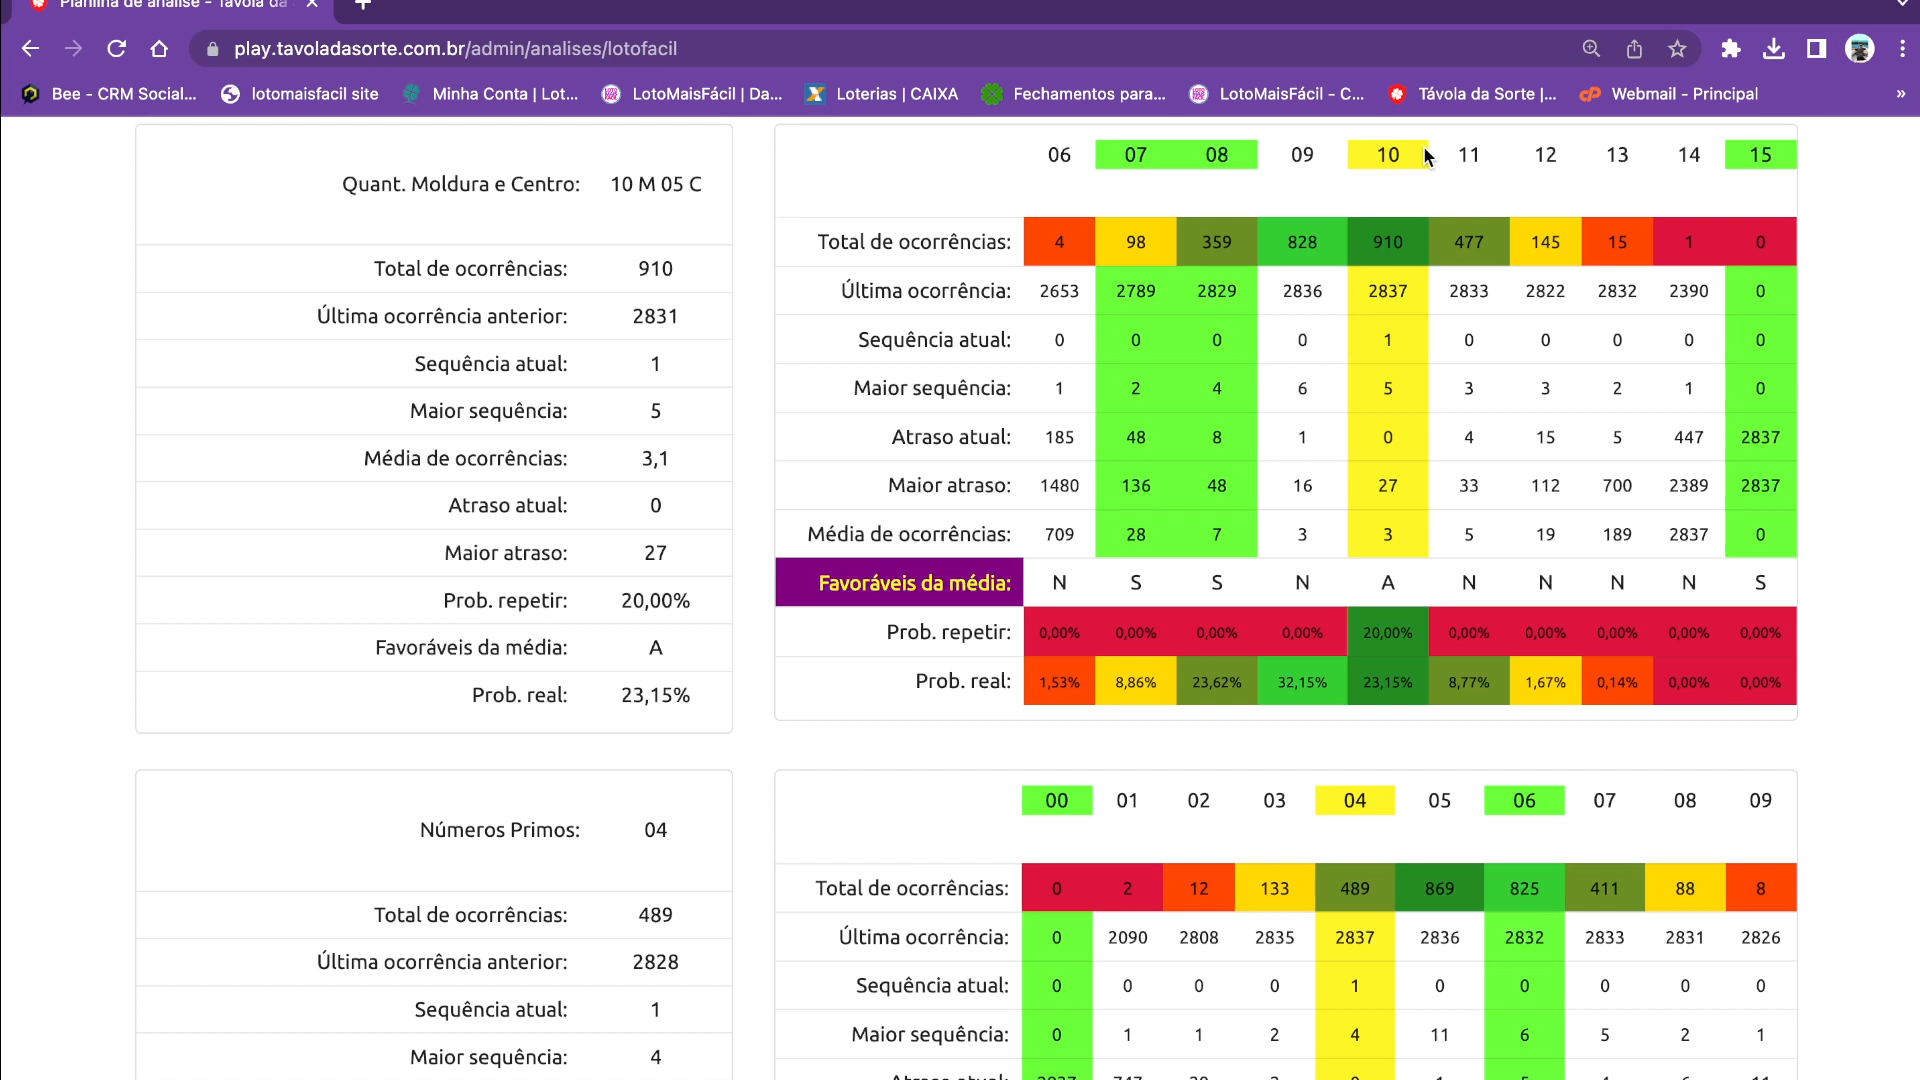 Planilha de análise - Távola da
play.tavoladasorte.com.br/admin/analises/lotofacil
Bee - CRM Social... lotomaisfacil site Minha Conta | Lot... LotoMaisFácil | Da... Loterias | CAIXA Fechamentos para... LotoMaisFácil - C... Távola da Sorte |... Webmail - Principal »
Quant. Moldura e Centro: 10 M 05 C
Total de ocorrências: 910
Última ocorrência anterior: 2831
Sequência atual: 1
Maior sequência: 5
Média de ocorrências: 3,1
Atraso atual: 0
Maior atraso: 27
Prob. repetir: 20,00%
Favoráveis da média: A
Prob. real: 23,15%
06 07 08 09 10 11 12 13 14 15
Total de ocorrências: 4 98 359 828 910 477 145 15 1 0
Última ocorrência: 2653 2789 2829 2836 2837 2833 2822 2832 2390 0
Sequência atual: 0 0 0 0 1 0 0 0 0 0
Maior sequência: 1 2 4 6 5 3 3 2 1 0
Atraso atual: 185 48 8 1 0 4 15 5 447 2837
Maior atraso: 1480 136 48 16 27 33 112 700 2389 2837
Média de ocorrências: 709 28 7 3 3 5 19 189 2837 0
Favoráveis da média: N S S N A N N N N S
Prob. repetir: 0,00% 0,00% 0,00% 0,00% 20,00% 0,00% 0,00% 0,00% 0,00% 0,00%
Prob. real: 1,53% 8,86% 23,62% 32,15% 23,15% 8,77% 1,67% 0,14% 0,00% 0,00%
Números Primos: 04
Total de ocorrências: 489
Última ocorrência anterior: 2828
Sequência atual: 1
Maior sequência: 4
00 01 02 03 04 05 06 07 08 09
Total de ocorrências: 0 2 12 133 489 869 825 411 88 8
Última ocorrência: 0 2090 2808 2835 2837 2836 2832 2833 2831 2826
Sequência atual: 0 0 0 0 1 0 0 0 0 0
Maior sequência: 0 1 1 2 4 11 6 5 2 1
Atraso atual: 2837 747